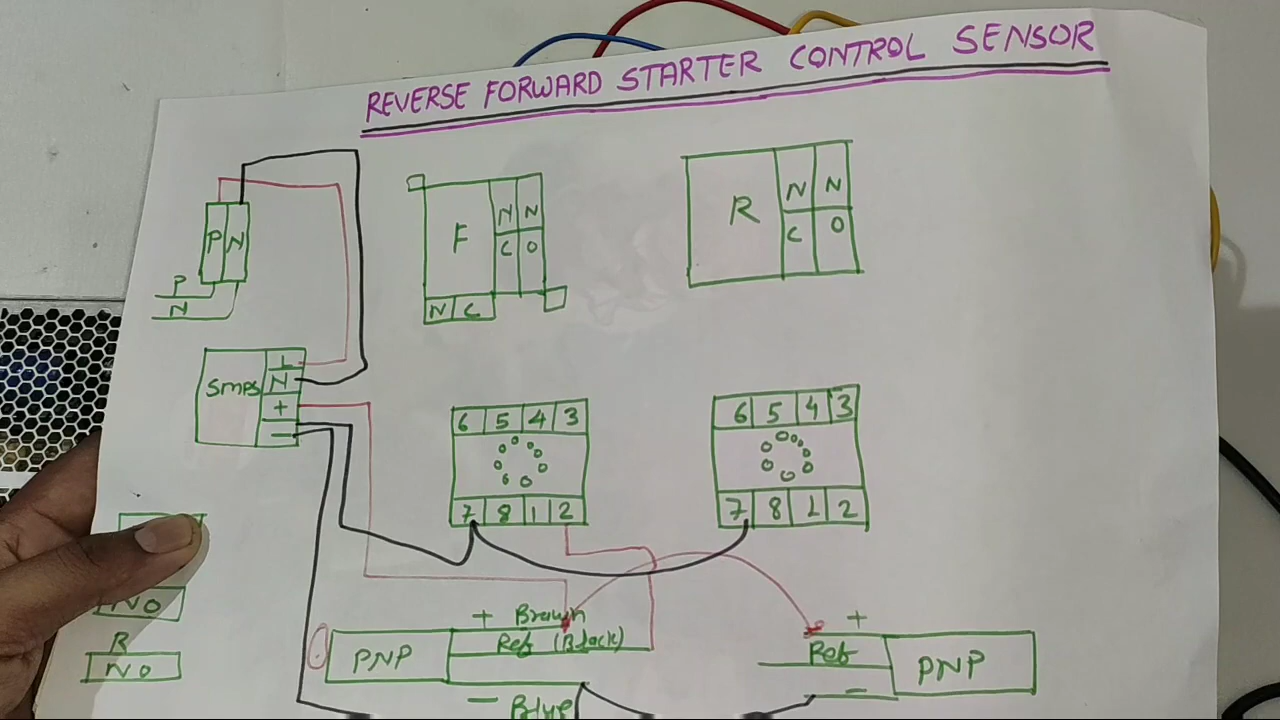 REVERSE FORWARD STARTER CONTROL SENSOR
P N
P
N
F
N N
C O
N C
R
N N
C O
Smps
L
N
+
-
6 5 4 3
7 8 1 2
6 5 4 3
7 8 1 2
NO
R
NO
+ Brown
PNP
Ref (Black)
- Blue
+
Ref
PNP
-